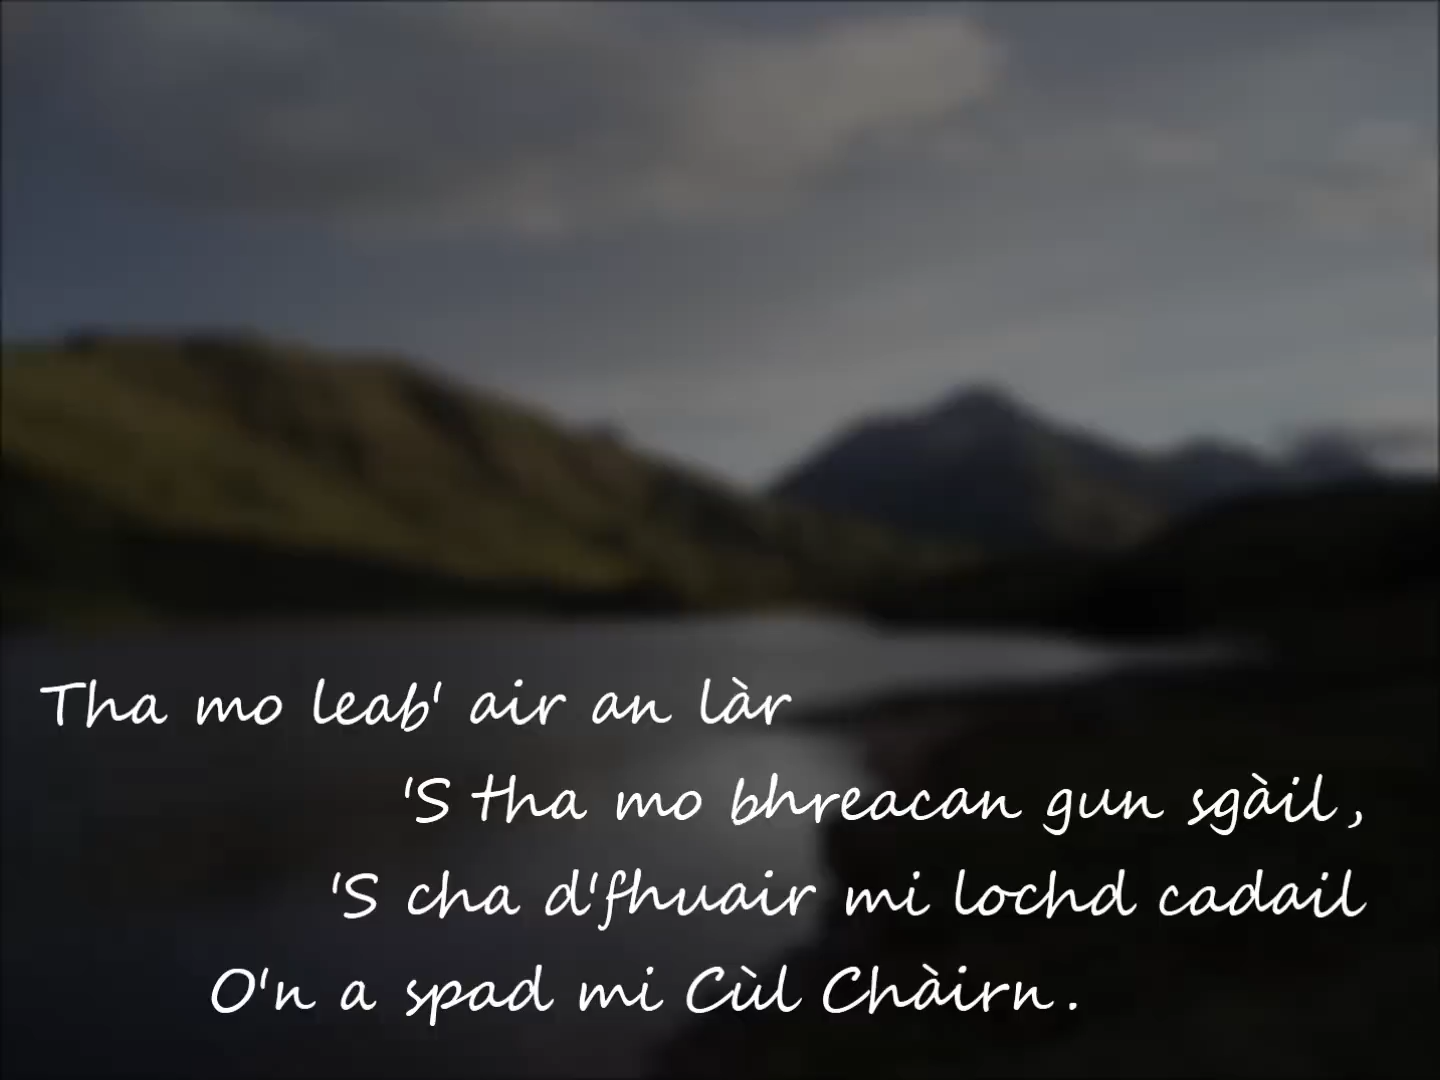 Tha mo leab' air an làr
'S tha mo bhreacan gun sgàil,
'S cha d'fhuair mi lochd cadail
O'n a spad mi Cùl Chàirn.